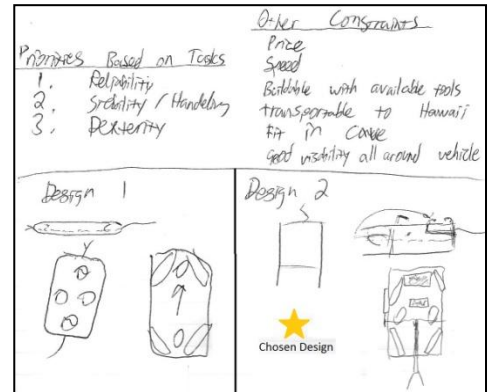 Priorities Based on Tasks
1. Reliability
2. Stability / Handeling
3. Dexterity
Other Constraints
Price
Speed
Buildable with available tools
transportable to Hawaii
Fit in
good visibility all around vehicle
Design 1
Design 2
Chosen Design